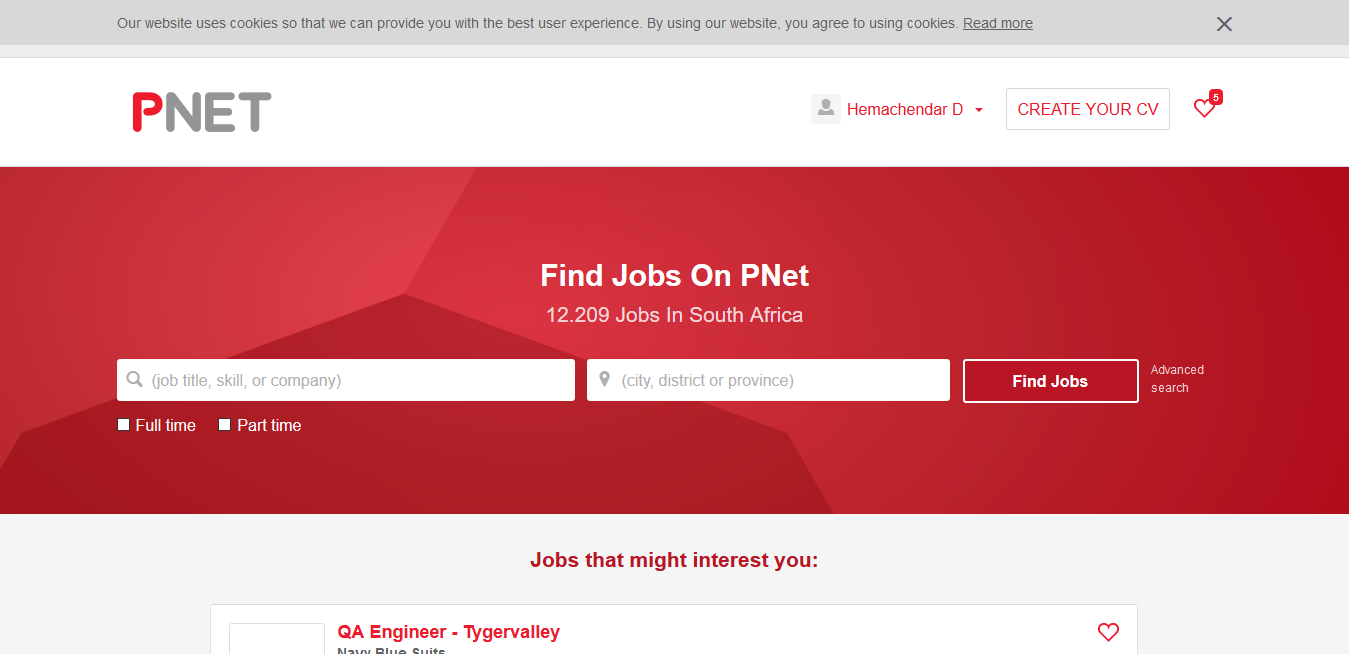 Our website uses cookies so that we can provide you with the best user experience. By using our website, you agree to using cookies. Read more
PNET
Hemachendar D
CREATE YOUR CV
5
Find Jobs On PNet
12.209 Jobs In South Africa
(job title, skill, or company)
(city, district or province)
Find Jobs
Advanced
search
Full time
Part time
Jobs that might interest you:
QA Engineer - Tygervalley
Navy Blue Suits